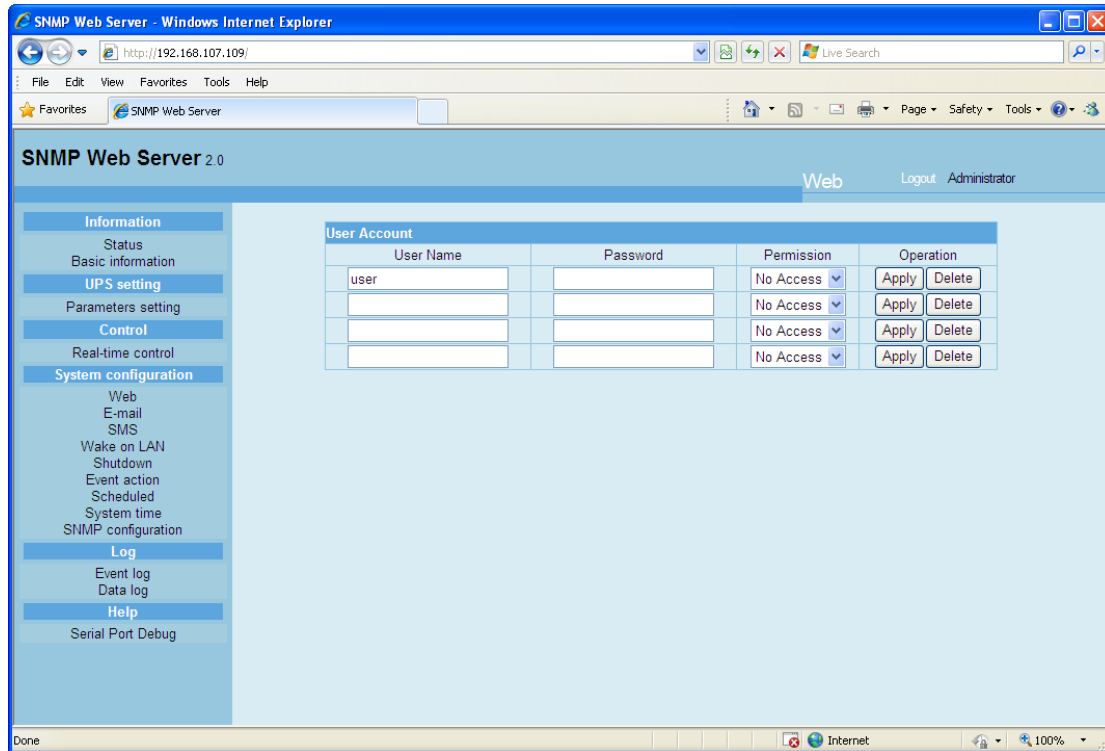 SNMP Web Server - Windows Internet Explorer
http://192.168.107.109/
Live Search
File Edit View Favorites Tools Help
Favorites SNMP Web Server Page Safety Tools
SNMP Web Server 2.0
Web Logout Administrator
Information
Status
Basic information
UPS setting
Parameters setting
Control
Real-time control
System configuration
Web
E-mail
SMS
Wake on LAN
Shutdown
Event action
Scheduled
System time
SNMP configuration
Log
Event log
Data log
Help
Serial Port Debug
User Account
User Name Password Permission Operation
user No Access Apply Delete
No Access Apply Delete
No Access Apply Delete
No Access Apply Delete
Done Internet 100%